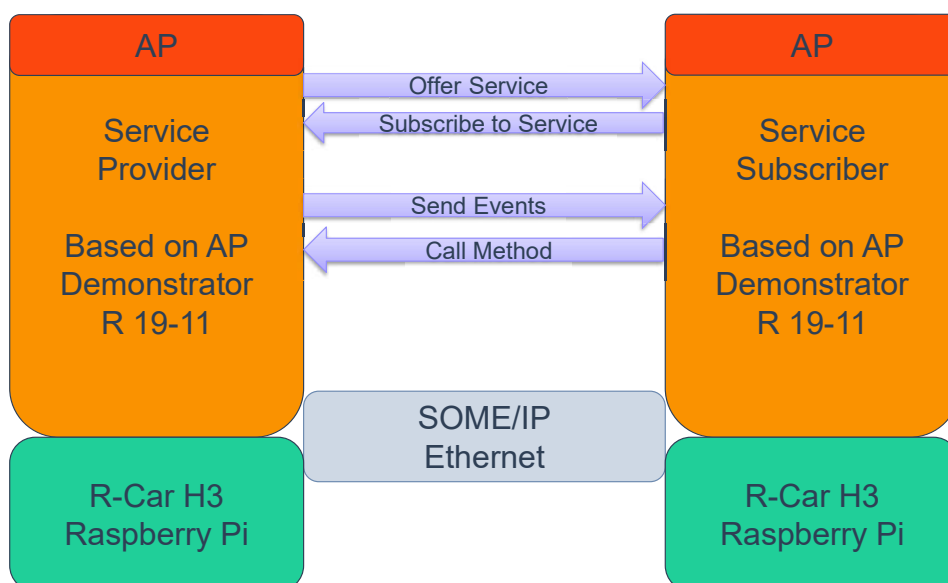 AP
Service
Provider
Based on AP
Demonstrator
R 19-11
R-Car H3
Raspberry Pi
Offer Service
Subscribe to Service
Send Events
Call Method
SOME/IP
Ethernet
AP
Service
Subscriber
Based on AP
Demonstrator
R 19-11
R-Car H3
Raspberry Pi